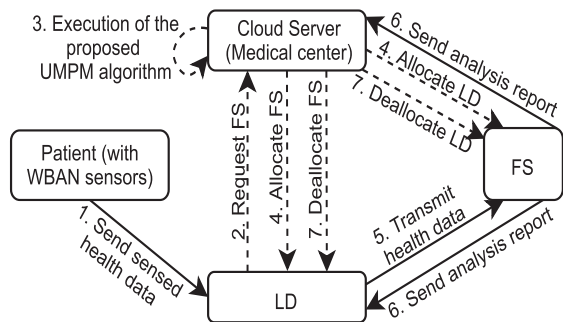 3. Execution of the
proposed
UMPM algorithm
Cloud Server
(Medical center)
6. Send analysis report
4. Allocate LD
7. Deallocate LD
Patient (with
WBAN sensors)
FS
1. Send sensed
health data
2. Request FS
4. Allocate FS
7. Deallocate FS
5. Transmit
health data
6. Send analysis report
LD